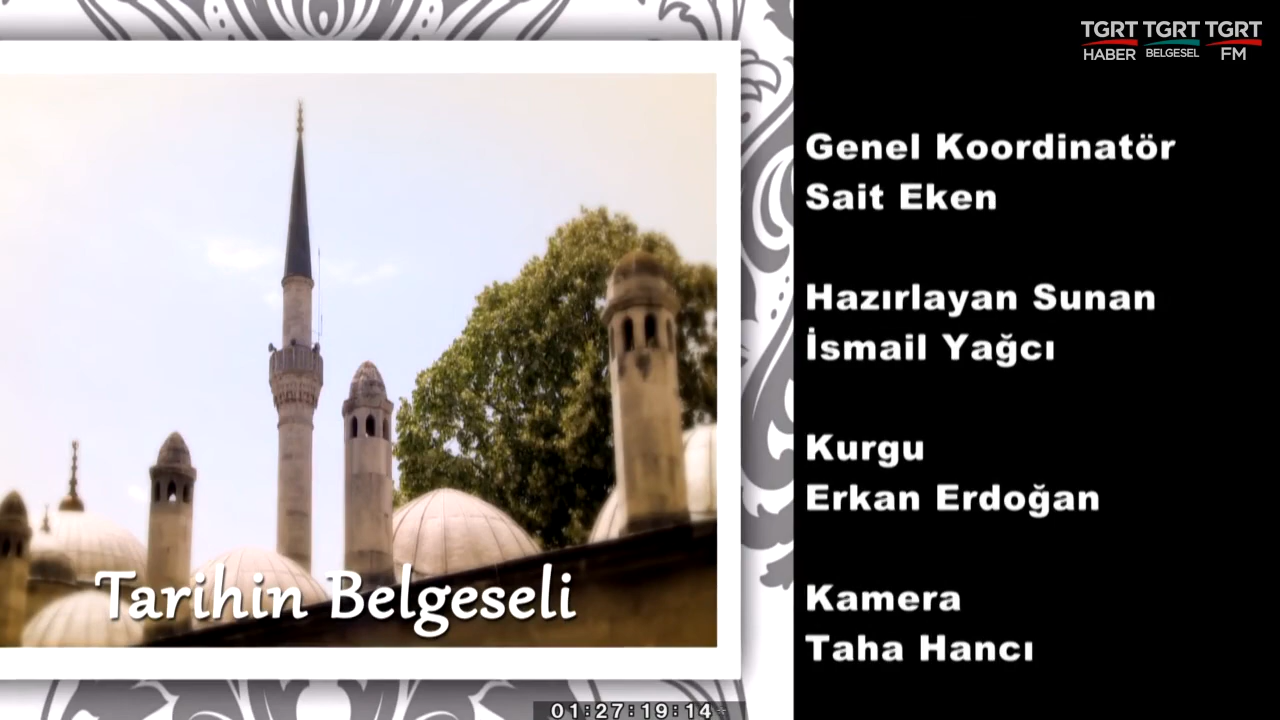 TGRT TGRT TGRT
HABER BELGESEL FM
Genel Koordinatör
Sait Eken
Hazırlayan Sunan
İsmail Yağcı
Kurgu
Erkan Erdoğan
Kamera
Taha Hancı
Tarihin Belgeseli
01:27:19:14